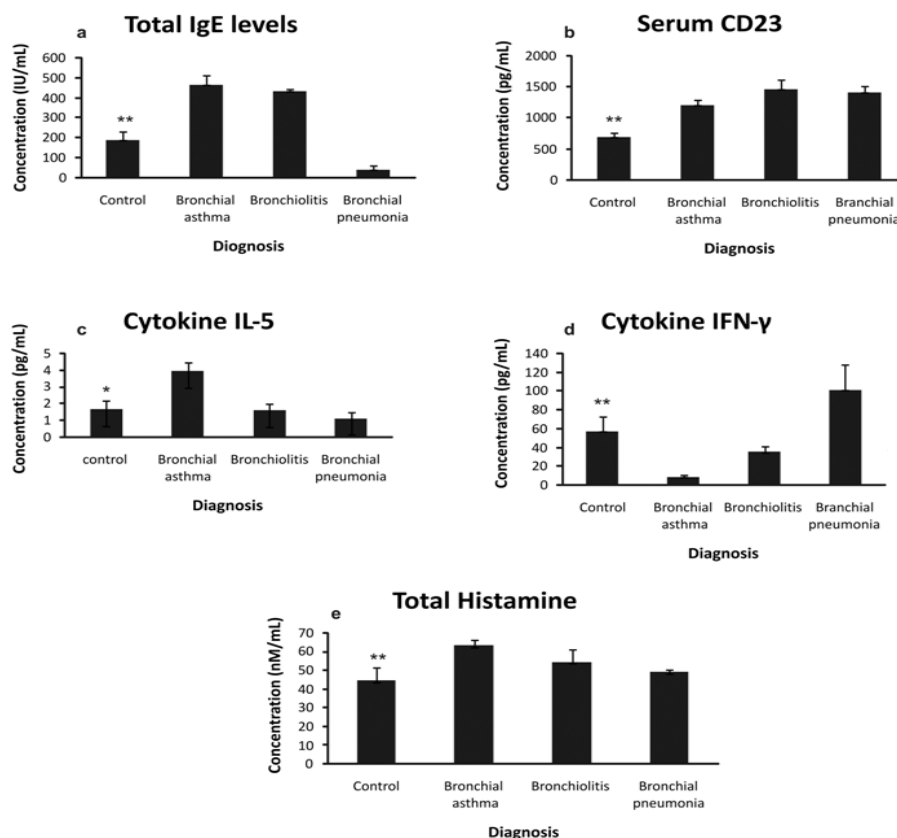 a
Total IgE levels
Concentration (IU/mL)
600
500
400
300
200
100
0
**
Control
Bronchial
asthma
Bronchiolitis
Bronchial
pneumonia
Diognosis
b
Serum CD23
Concentration (pg/mL)
2000
1500
1000
500
0
**
Control
Bronchial
asthma
Bronchiolitis
Branchial
pneumonia
Diagnosis
c
Cytokine IL-5
Concentration (pg/mL)
5
4
3
2
1
0
*
control
Bronchial
asthma
Bronchiolitis
Bronchial
pneumonia
Diagnosis
d
Cytokine IFN-γ
Concentration (pg/mL)
140
120
100
80
60
40
20
0
**
Control
Bronchial
asthma
Bronchiolitis
Branchial
pneumonia
Diagnosis
e
Total Histamine
Concentration (nM/mL)
70
60
50
40
30
20
10
0
**
Control
Bronchial
asthma
Bronchiolitis
Bronchial
pneumonia
Diagnosis